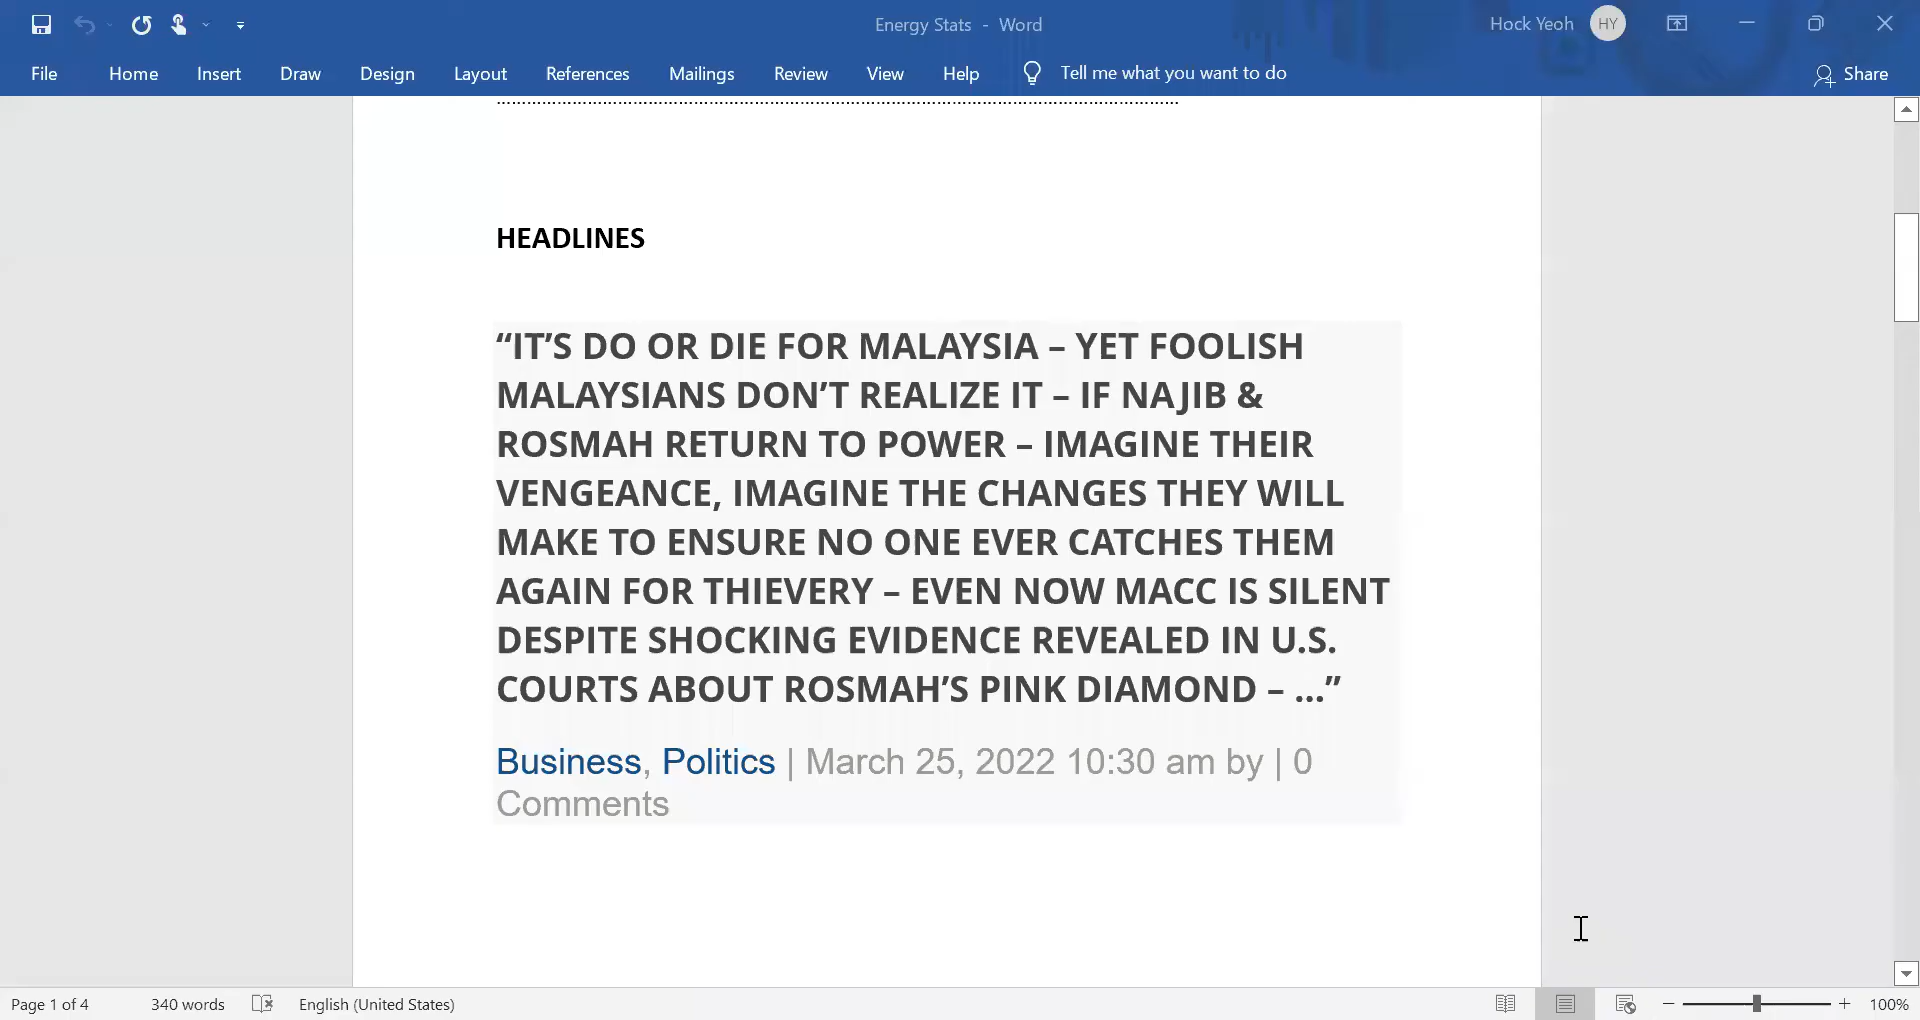 Energy Stats - Word
Hock Yeoh HY
File Home Insert Draw Design Layout References Mailings Review View Help Tell me what you want to do Share
HEADLINES
“IT’S DO OR DIE FOR MALAYSIA – YET FOOLISH
MALAYSIANS DON’T REALIZE IT – IF NAJIB &
ROSMAH RETURN TO POWER – IMAGINE THEIR
VENGEANCE, IMAGINE THE CHANGES THEY WILL
MAKE TO ENSURE NO ONE EVER CATCHES THEM
AGAIN FOR THIEVERY – EVEN NOW MACC IS SILENT
DESPITE SHOCKING EVIDENCE REVEALED IN U.S.
COURTS ABOUT ROSMAH’S PINK DIAMOND – ...”
Business, Politics | March 25, 2022 10:30 am by | 0
Comments
Page 1 of 4 340 words English (United States) 100%